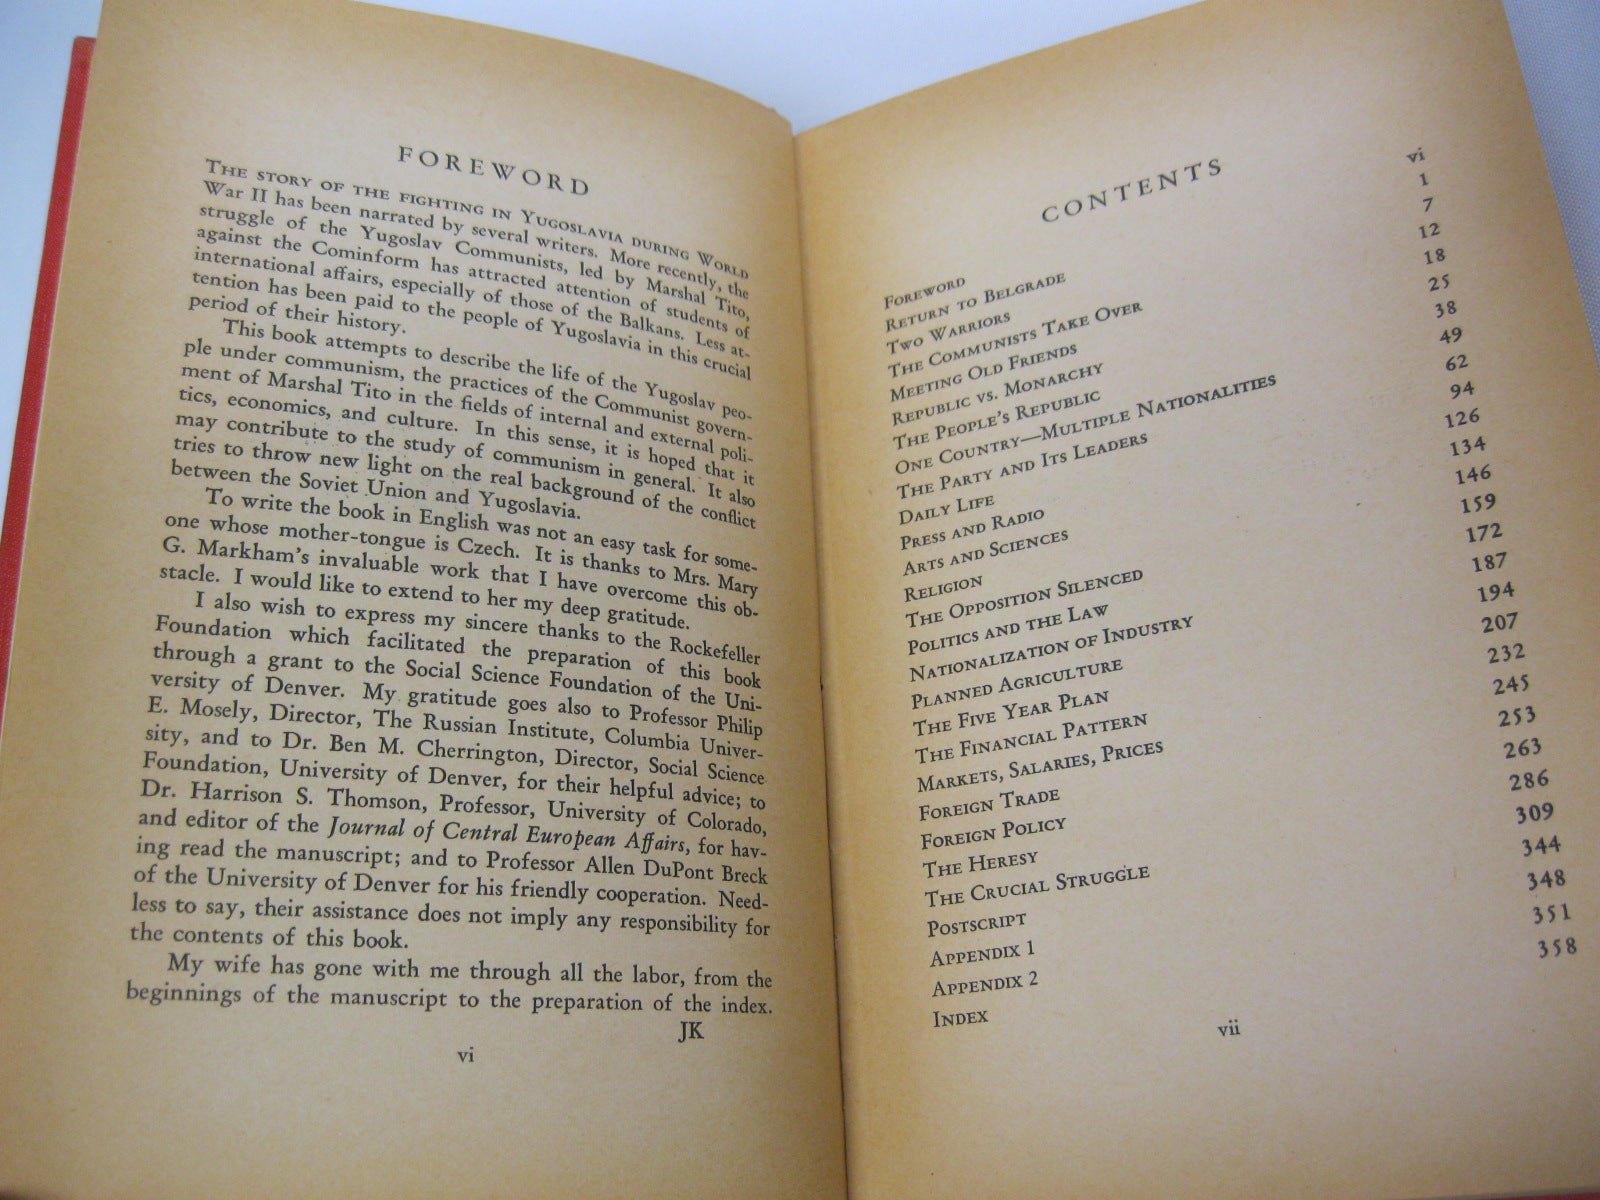 FOREWORD
THE STORY OF THE FIGHTING IN YUGOSLAVIA DURING WORLD
War II has been narrated by several writers. More recently, the
struggle of the Yugoslav Communists, led by Marshal Tito,
against the Cominform has attracted attention of students of
international affairs, especially of those of the Balkans. Less at-
tention has been paid to the people of Yugoslavia in this crucial
period of their history.
This book attempts to describe the life of the Yugoslav peo-
ple under communism, the practices of the Communist govern-
ment of Marshal Tito in the fields of internal and external poli-
tics, economics, and culture. In this sense, it is hoped that it
may contribute to the study of communism in general. It also
tries to throw new light on the real background of the conflict
between the Soviet Union and Yugoslavia.
To write the book in English was not an easy task for some-
one whose mother-tongue is Czech. It is thanks to Mrs. Mary
G. Markham's invaluable work that I have overcome this ob-
stacle. I would like to extend to her my deep gratitude.
I also wish to express my sincere thanks to the Rockefeller
Foundation which facilitated the preparation of this book
through a grant to the Social Science Foundation of the Uni-
versity of Denver. My gratitude goes also to Professor Philip
E. Mosely, Director, The Russian Institute, Columbia Univer-
sity, and to Dr. Ben M. Cherrington, Director, Social Science
Foundation, University of Denver, for their helpful advice; to
Dr. Harrison S. Thomson, Professor, University of Colorado,
and editor of the Journal of Central European Affairs, for hav-
ing read the manuscript; and to Professor Allen DuPont Breck
of the University of Denver for his friendly cooperation. Need-
less to say, their assistance does not imply any responsibility for
the contents of this book.
My wife has gone with me through all the labor, from the
beginnings of the manuscript to the preparation of the index.
JK
vi
CONTENTS
FOREWORD vi
RETURN TO BELGRADE 1
TWO WARRIORS 7
THE COMMUNISTS TAKE OVER 12
MEETING OLD FRIENDS 18
REPUBLIC VS. MONARCHY 25
THE PEOPLE'S REPUBLIC 38
ONE COUNTRY—MULTIPLE NATIONALITIES 49
THE PARTY AND ITS LEADERS 62
DAILY LIFE 94
PRESS AND RADIO 126
ARTS AND SCIENCES 134
RELIGION 146
THE OPPOSITION SILENCED 159
POLITICS AND THE LAW 172
NATIONALIZATION OF INDUSTRY 187
PLANNED AGRICULTURE 194
THE FIVE YEAR PLAN 207
THE FINANCIAL PATTERN 232
MARKETS, SALARIES, PRICES 245
FOREIGN TRADE 253
FOREIGN POLICY 263
THE HERESY 286
THE CRUCIAL STRUGGLE 309
POSTSCRIPT 344
APPENDIX 1 348
APPENDIX 2 351
INDEX 358
vii